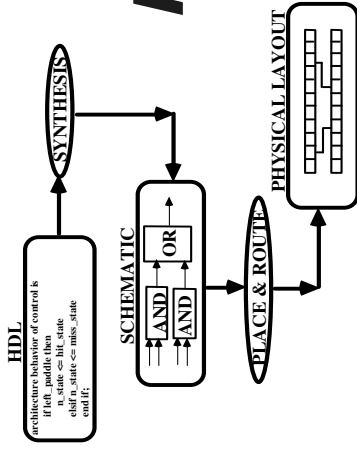 HDL
architecture behavior of control is
if left_paddle then
n_state <= hit_state
elsif n_state <= miss_state
end if;
SYNTHESIS
SCHEMATIC
AND
AND
OR
PLACE & ROUTE
PHYSICAL LAYOUT